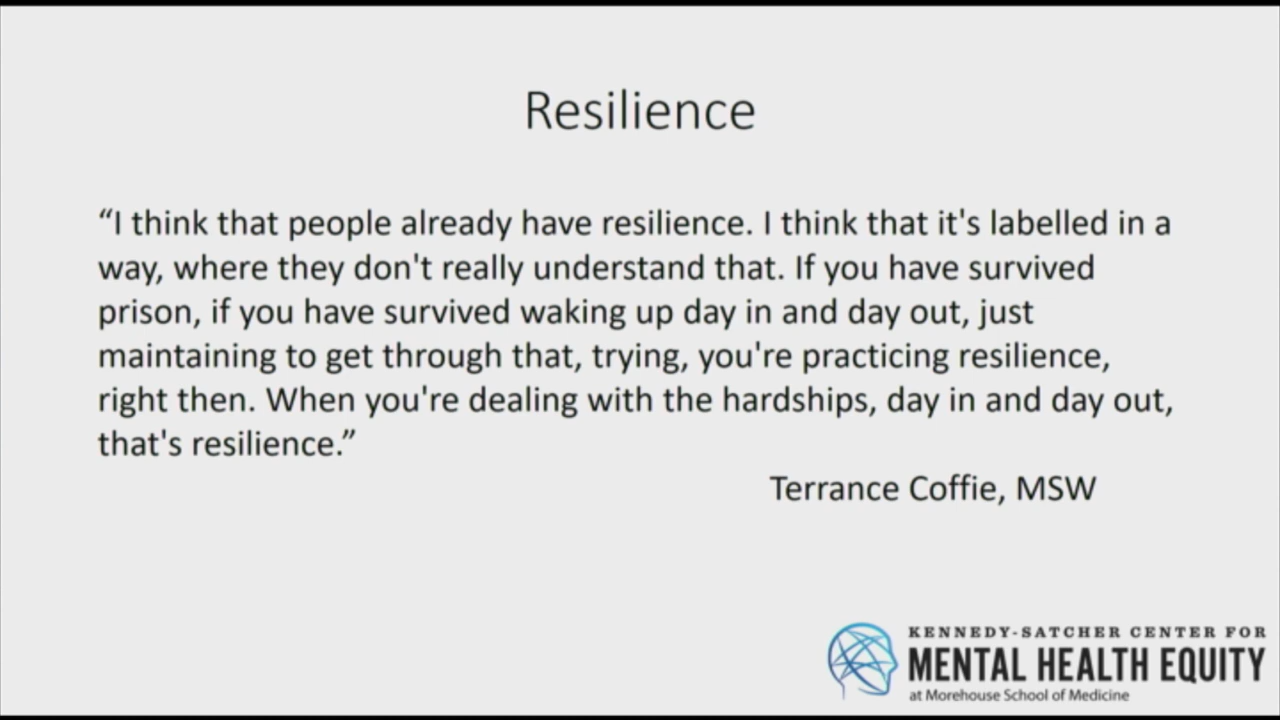 Resilience
“I think that people already have resilience. I think that it's labelled in a
way, where they don't really understand that. If you have survived
prison, if you have survived waking up day in and day out, just
maintaining to get through that, trying, you're practicing resilience,
right then. When you're dealing with the hardships, day in and day out,
that's resilience.”
Terrance Coffie, MSW
KENNEDY-SATCHER CENTER FOR
MENTAL HEALTH EQUITY
at Morehouse School of Medicine